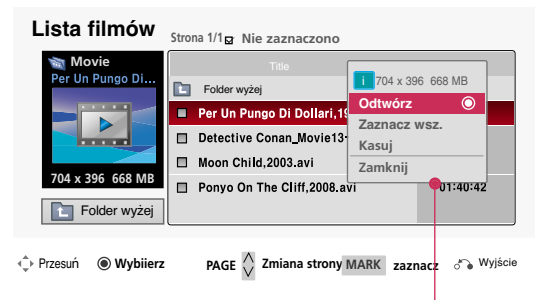 Lista filmów
Strona 1/1 Nie zaznaczono
Movie
Per Un Pungo Di...
704 x 396 668 MB
Folder wyżej
Title
Folder wyżej
Per Un Pungo Di Dollari,19
Detective Conan_Movie13
Moon Child,2003.avi
Ponyo On The Cliff,2008.avi
01:40:42
i 704 x 396 668 MB
Odtwórz
Zaznacz wsz.
Kasuj
Zamknij
Przesuń Wybiierz PAGE Zmiana strony MARK zaznacz Wyjście